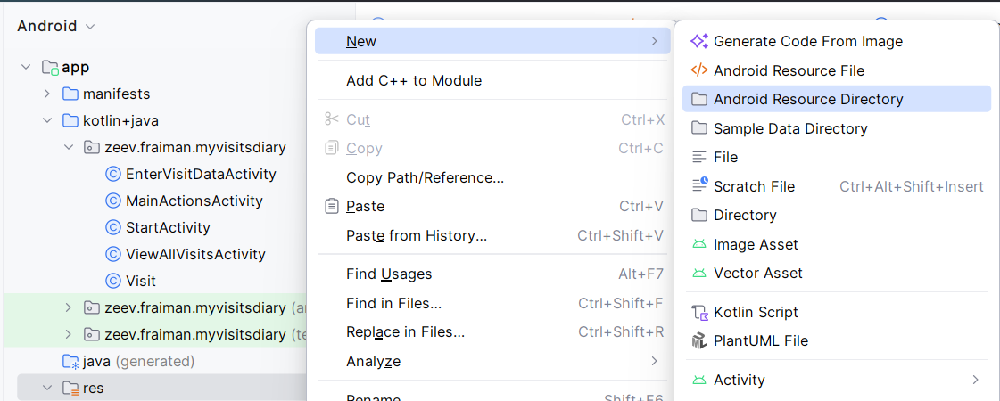 Android
app
manifests
kotlin+java
zeev.fraiman.myvisitsdiary
EnterVisitDataActivity
MainActionsActivity
StartActivity
ViewAllVisitsActivity
Visit
zeev.fraiman.myvisitsdiary (a
zeev.fraiman.myvisitsdiary (te
java (generated)
res
New
Add C++ to Module
Cut Ctrl+X
Copy Ctrl+C
Copy Path/Reference...
Paste Ctrl+V
Paste from History... Ctrl+Shift+V
Find Usages Alt+F7
Find in Files... Ctrl+Shift+F
Replace in Files... Ctrl+Shift+R
Analyze
Rename... Shift+F6
Generate Code From Image
Android Resource File
Android Resource Directory
Sample Data Directory
File
Scratch File Ctrl+Alt+Shift+Insert
Directory
Image Asset
Vector Asset
Kotlin Script
PlantUML File
Activity